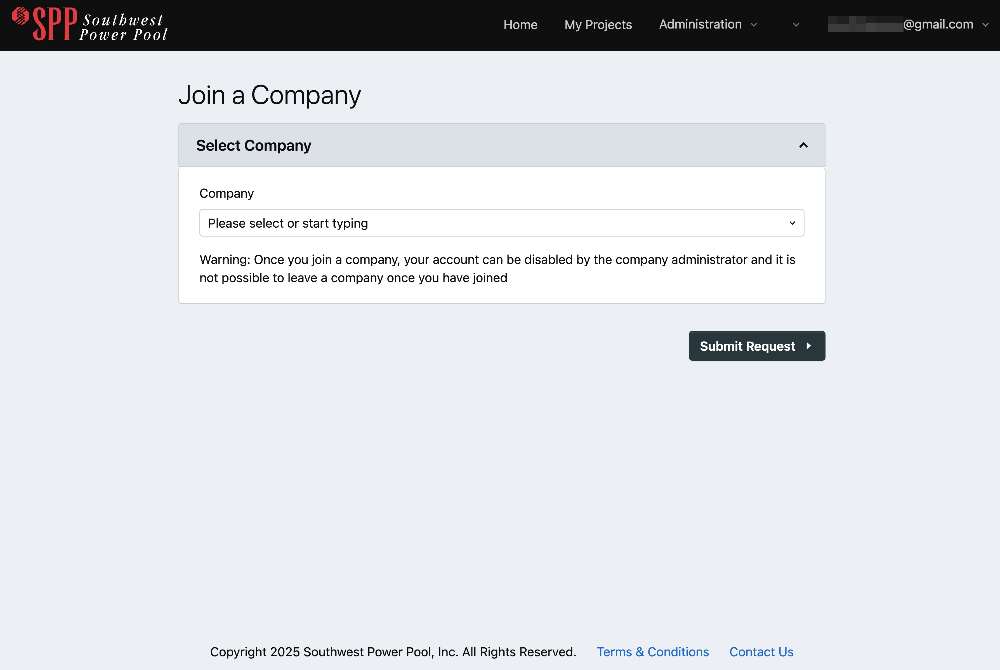 SPP Southwest
Power Pool
Home My Projects Administration @gmail.com
Join a Company
Select Company
Company
Please select or start typing
Warning: Once you join a company, your account can be disabled by the company administrator and it is
not possible to leave a company once you have joined
Submit Request
Copyright 2025 Southwest Power Pool, Inc. All Rights Reserved. Terms & Conditions Contact Us